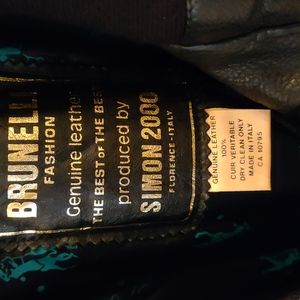 BRUNELLI
FASHION
Genuine leather
THE BEST OF THE BEST
produced by
SIMON 2000
FLORENCE-ITALY
GENUINE LEATHER
100%
CUIR VERITABLE
DRY CLEAN ONLY
MADE IN ITALY
CA 10795